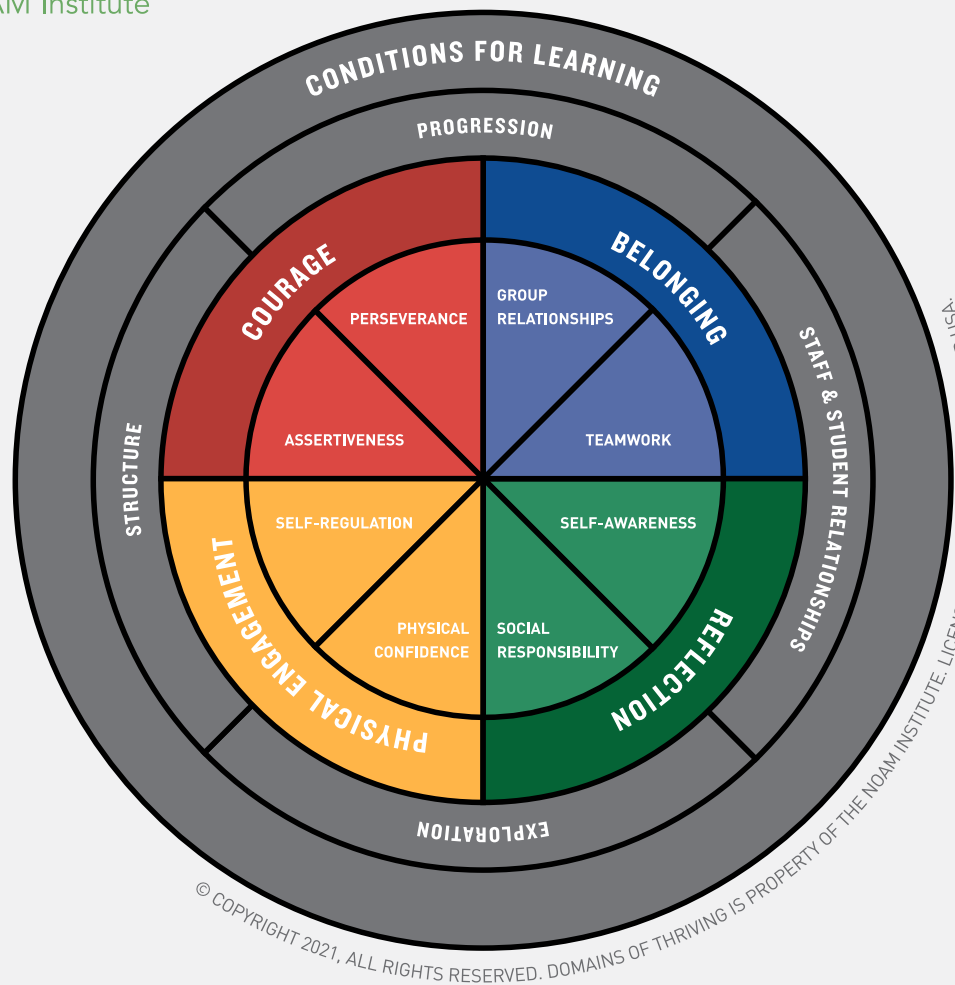 AM Institute
CONDITIONS FOR LEARNING
PROGRESSION
COURAGE
BELONGING
PERSEVERANCE
GROUP
RELATIONSHIPS
ASSERTIVENESS
TEAMWORK
STRUCTURE
STAFF & STUDENT RELATIONSHIPS
SELF-REGULATION
SELF-AWARENESS
PHYSICAL
CONFIDENCE
SOCIAL
RESPONSIBILITY
PHYSICAL ENGAGEMENT
REFLECTION
EXPLORATION
© COPYRIGHT 2021, ALL RIGHTS RESERVED. DOMAINS OF THRIVING IS PROPERTY OF THE NOAM INSTITUTE. LICEN
USA.